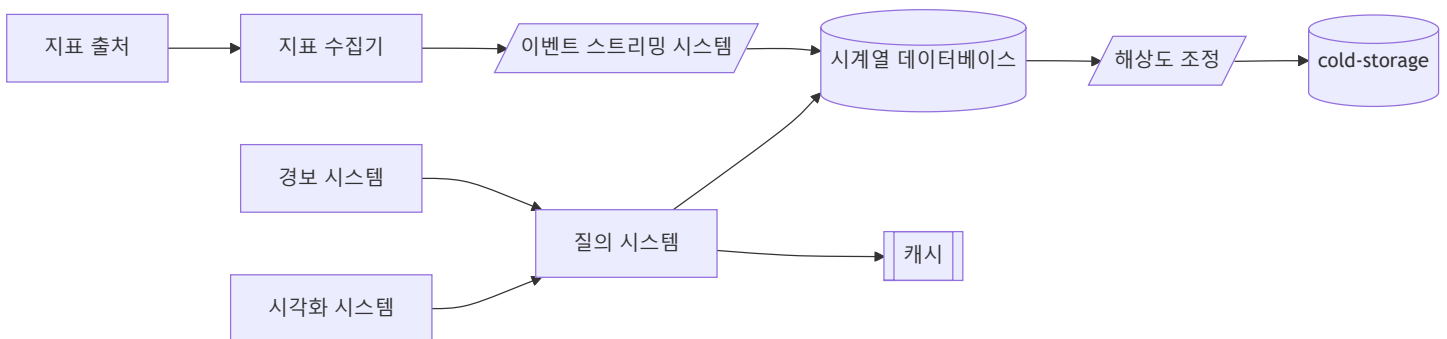 지표 출처
지표 수집기
이벤트 스트리밍 시스템
시계열 데이터베이스
해상도 조정
cold-storage
경보 시스템
질의 시스템
캐시
시각화 시스템